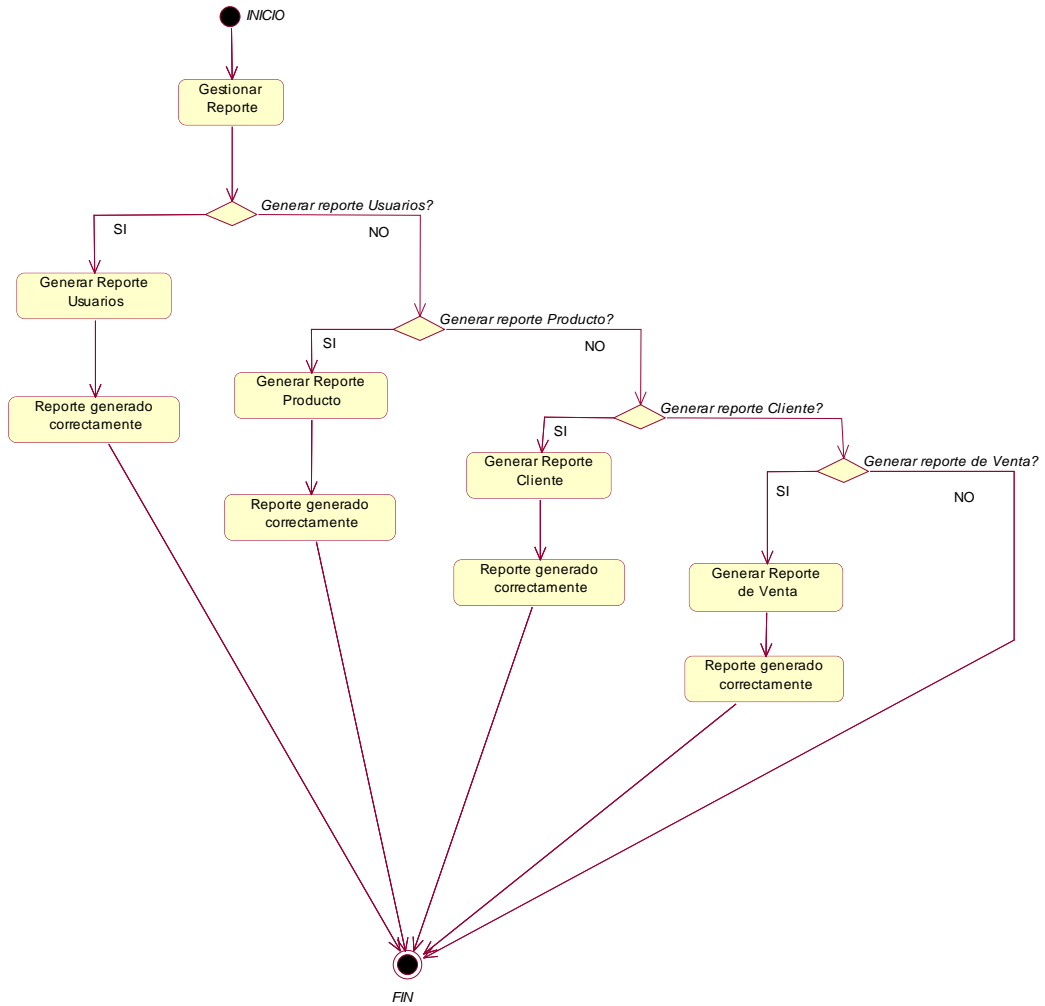 INICIO
Gestionar
Reporte
Generar reporte Usuarios?
SI
NO
Generar Reporte
Usuarios
Generar reporte Producto?
SI
NO
Generar Reporte
Producto
Reporte generado
correctamente
Generar reporte Cliente?
SI
Generar Reporte
Cliente
Generar reporte de Venta?
SI
NO
Reporte generado
correctamente
Reporte generado
correctamente
Generar Reporte
de Venta
Reporte generado
correctamente
FIN